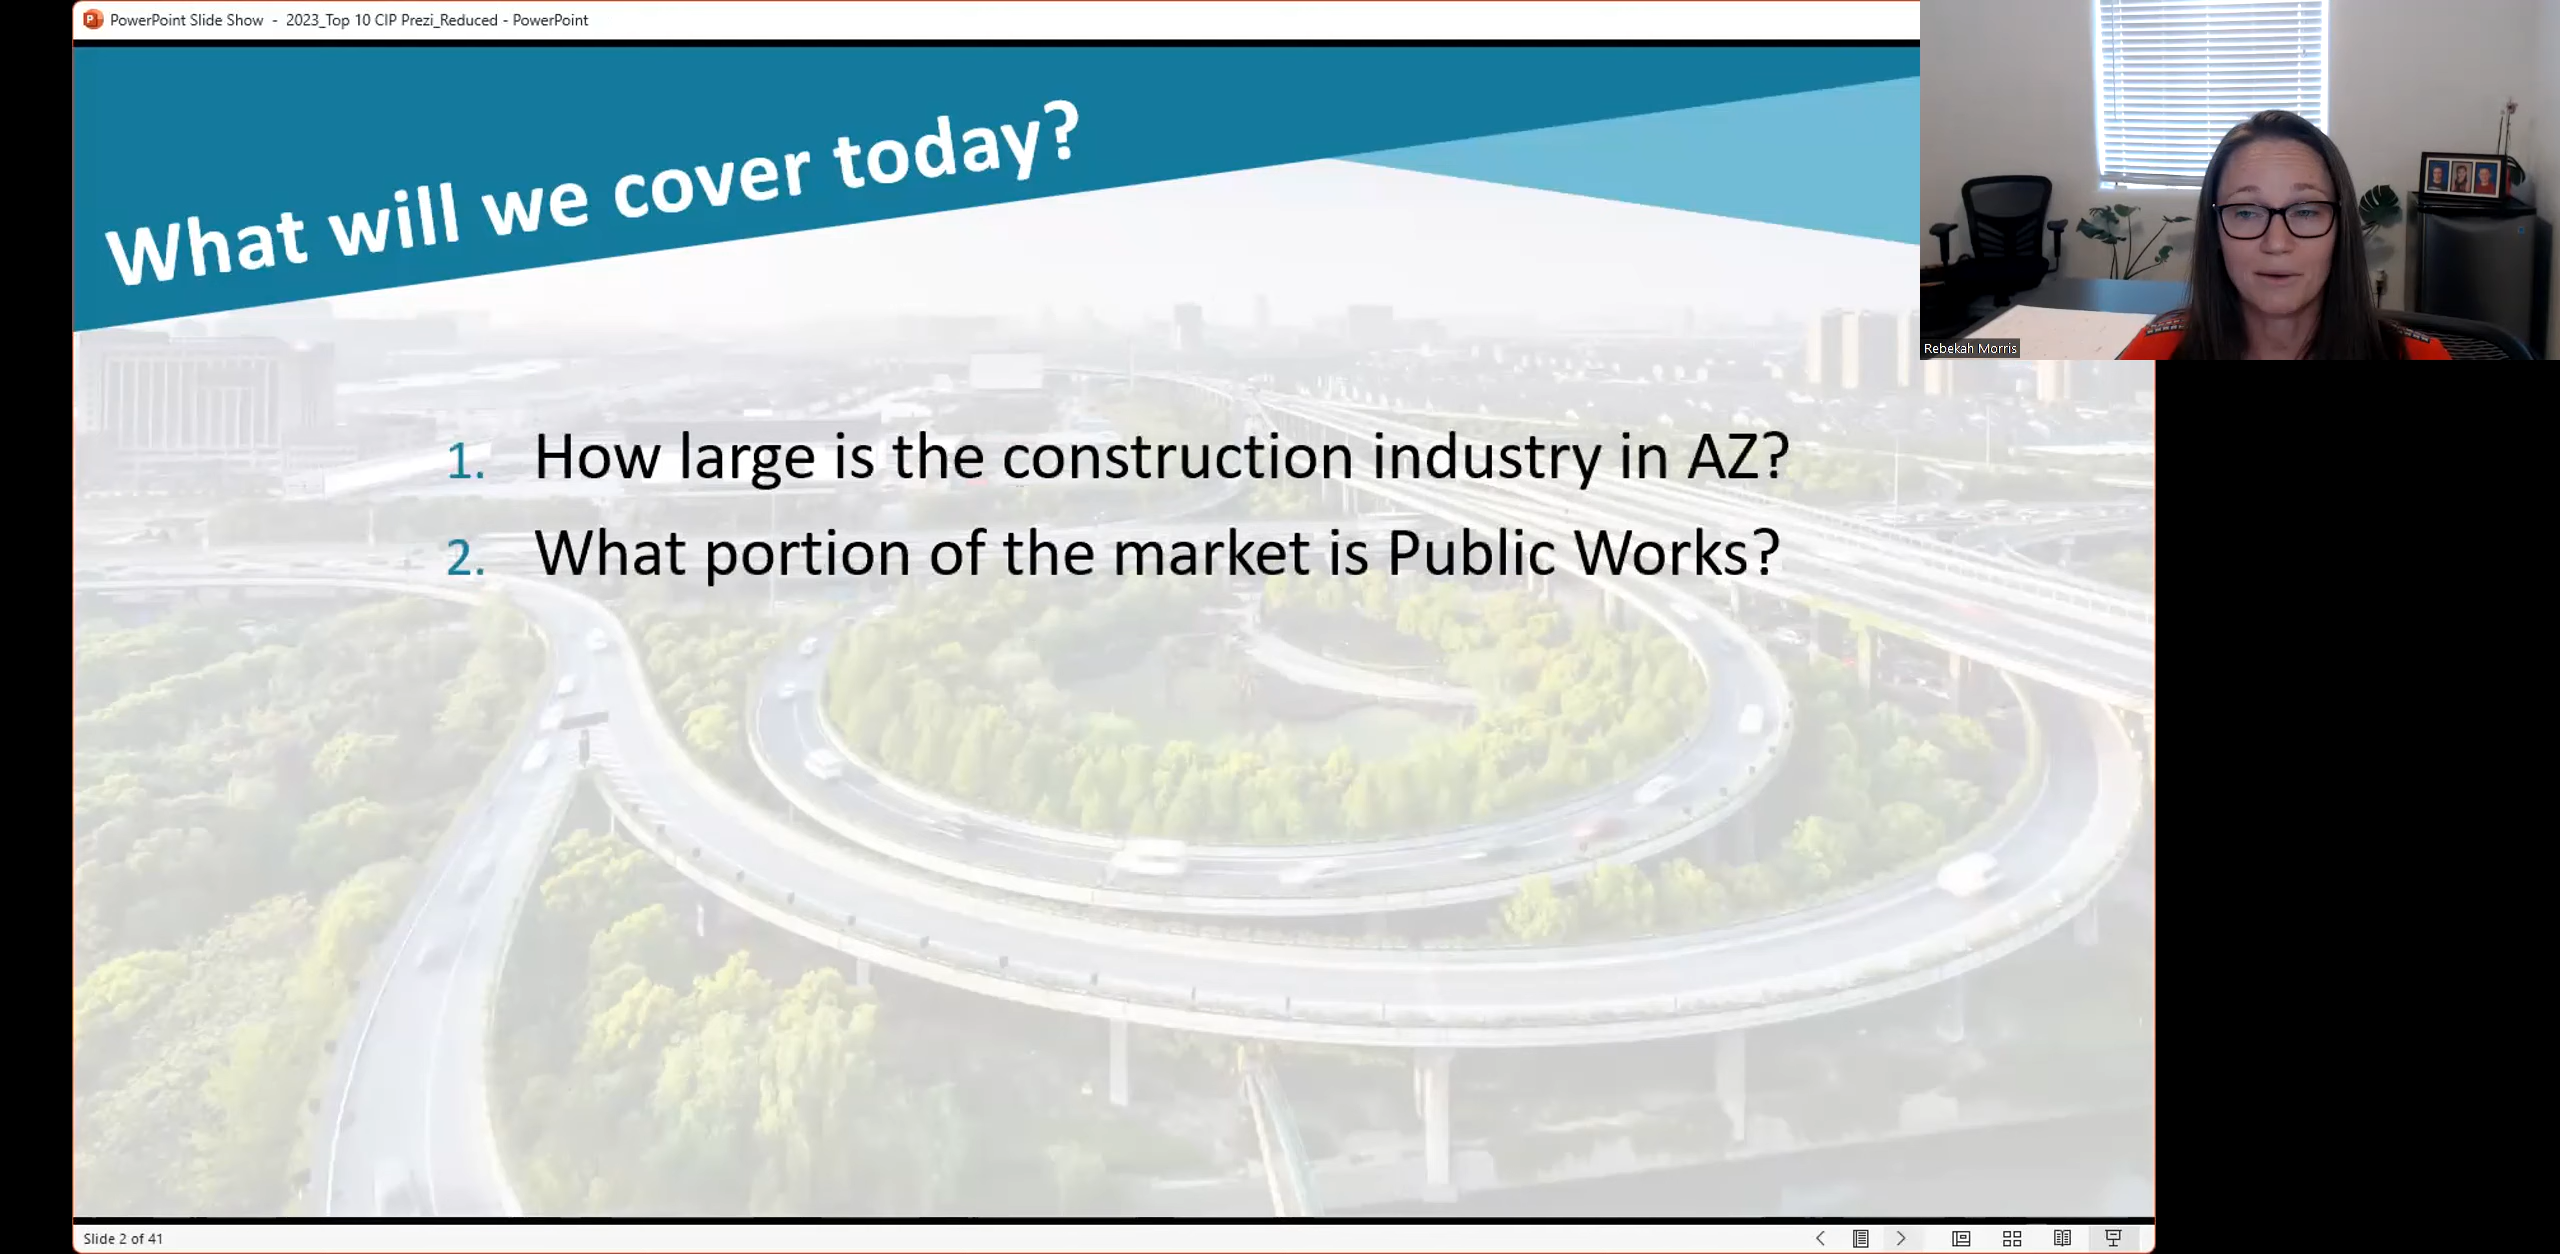 PowerPoint Slide Show - 2023_Top 10 CIP Prezi_Reduced - PowerPoint
What will we cover today?
Rebekah Morris
1. How large is the construction industry in AZ?
2. What portion of the market is Public Works?
Slide 2 of 41